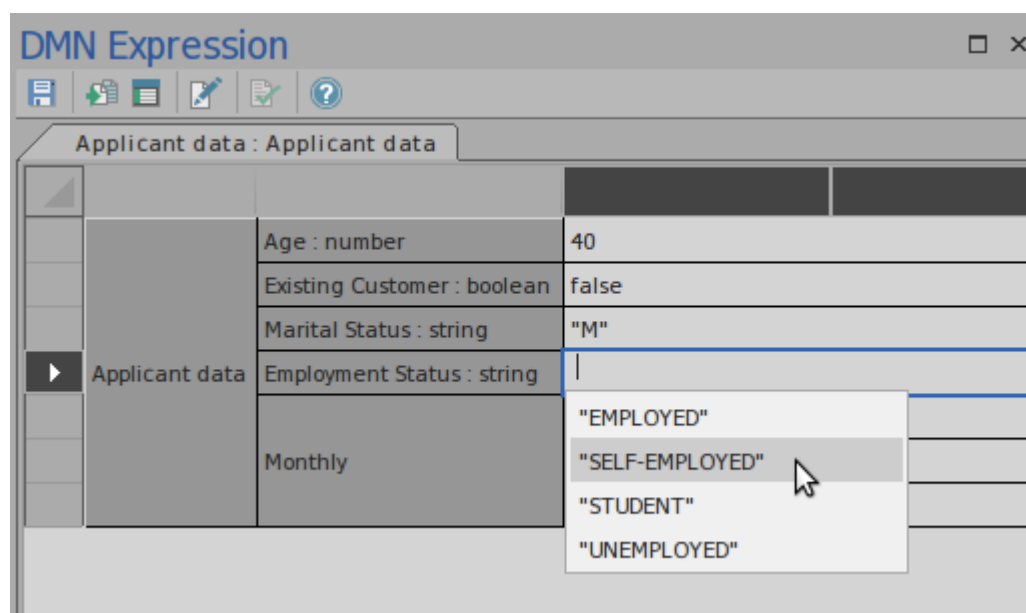 DMN Expression
Applicant data : Applicant data
Age : number 40
Existing Customer : boolean false
Marital Status : string "M"
Applicant data Employment Status : string
"EMPLOYED"
Monthly "SELF-EMPLOYED"
"STUDENT"
"UNEMPLOYED"